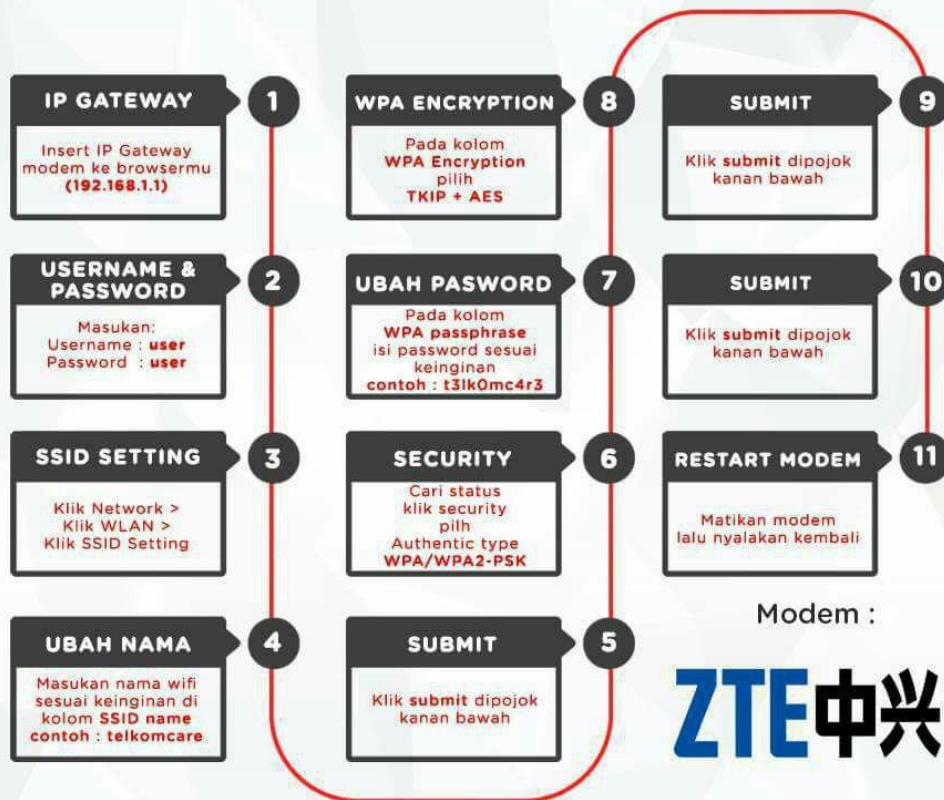 IP GATEWAY
1
Insert IP Gateway
modem ke browsermu
(192.168.1.1)
USERNAME &
PASSWORD
2
Masukan:
Username : user
Password : user
SSID SETTING
3
Klik Network >
Klik WLAN >
Klik SSID Setting
UBAH NAMA
4
Masukan nama wifi
sesuai keinginan di
kolom SSID name
contoh : telkomcare
SUBMIT
5
Klik submit dipojok
kanan bawah
SECURITY
6
Cari status
klik security
pilh
Authentic type
WPA/WPA2-PSK
UBAH PASWORD
7
Pada kolom
WPA passphrase
isi password sesuai
keinginan
contoh : t3lk0mc4r3
WPA ENCRYPTION
8
Pada kolom
WPA Encryption
pilih
TKIP + AES
SUBMIT
9
Klik submit dipojok
kanan bawah
SUBMIT
10
Klik submit dipojok
kanan bawah
RESTART MODEM
11
Matikan modem
lalu nyalakan kembali
Modem :
ZTE中兴